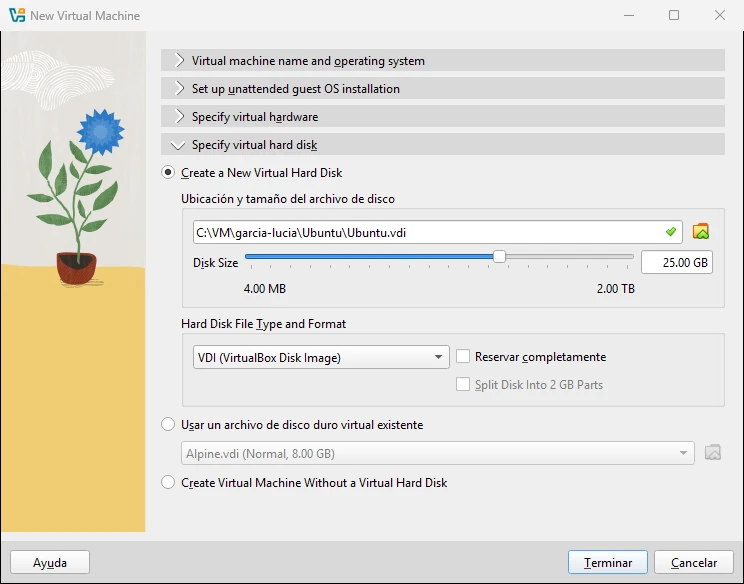 New Virtual Machine
Virtual machine name and operating system
Set up unattended guest OS installation
Specify virtual hardware
Specify virtual hard disk
Create a New Virtual Hard Disk
Ubicación y tamaño del archivo de disco
C:\VM\garcia-lucia\Ubuntu\Ubuntu.vdi
Disk Size
25.00 GB
4.00 MB 2.00 TB
Hard Disk File Type and Format
VDI (VirtualBox Disk Image) Reservar completamente
Split Disk Into 2 GB Parts
Usar un archivo de disco duro virtual existente
Alpine.vdi (Normal, 8.00 GB)
Create Virtual Machine Without a Virtual Hard Disk
Ayuda Terminar Cancelar